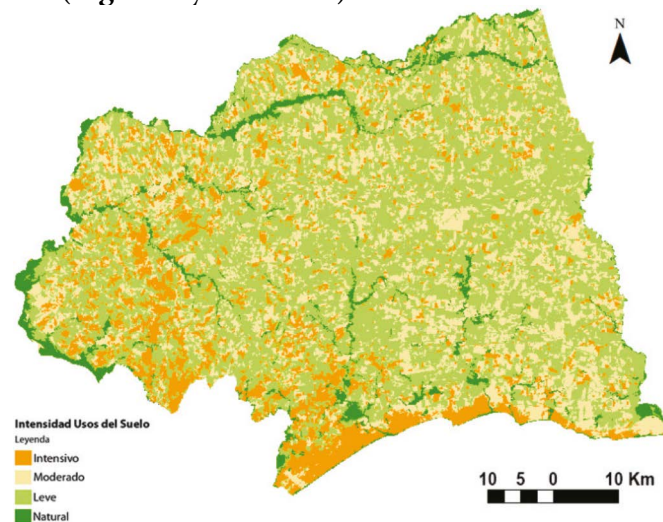 N
Intensidad Usos del Suelo
Leyenda
Intensivo
Moderado
Leve
Natural
10 5 0 10 Km